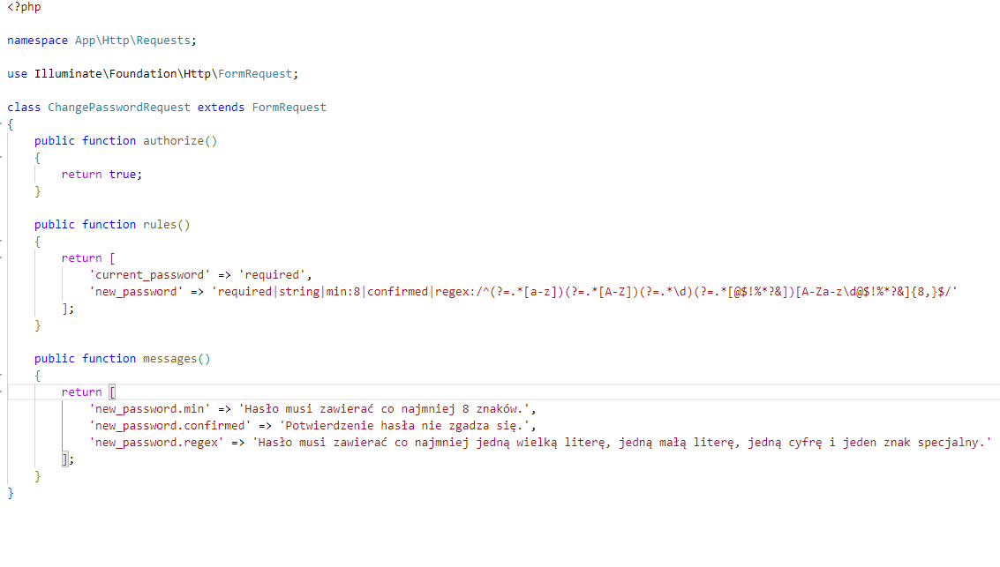 <?php
namespace App\Http\Requests;
use Illuminate\Foundation\Http\FormRequest;
class ChangePasswordRequest extends FormRequest
{
    public function authorize()
    {
        return true;
    }
    public function rules()
    {
        return [
            'current_password' => 'required',
            'new_password' => 'required|string|min:8|confirmed|regex:/^(?=.*[a-z])(?=.*[A-Z])(?=.*\d)(?=.*[@$!%*?&])[A-Za-z\d@$!%*?&]{8,}$/'
        ];
    }
    public function messages()
    {
        return [
            'new_password.min' => 'Hasło musi zawierać co najmniej 8 znaków.',
            'new_password.confirmed' => 'Potwierdzenie hasła nie zgadza się.',
            'new_password.regex' => 'Hasło musi zawierać co najmniej jedną wielką literę, jedną małą literę, jedną cyfrę i jeden znak specjalny.'
        ];
    }
}